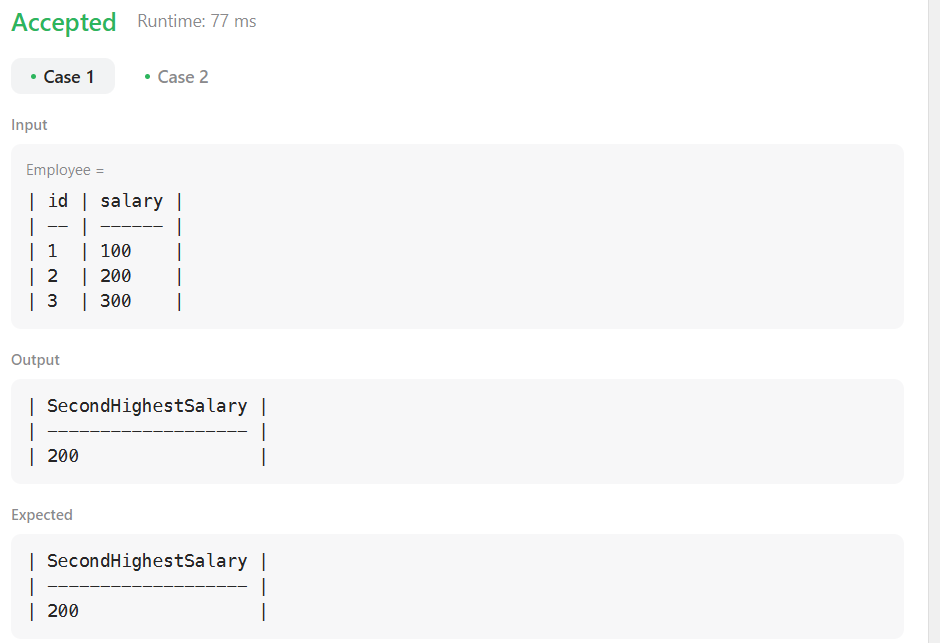 Accepted Runtime: 77 ms
• Case 1 • Case 2
Input
Employee =
| id | salary |
| -- | ------ |
| 1  | 100    |
| 2  | 200    |
| 3  | 300    |
Output
| SecondHighestSalary |
| ------------------- |
| 200                 |
Expected
| SecondHighestSalary |
| ------------------- |
| 200                 |